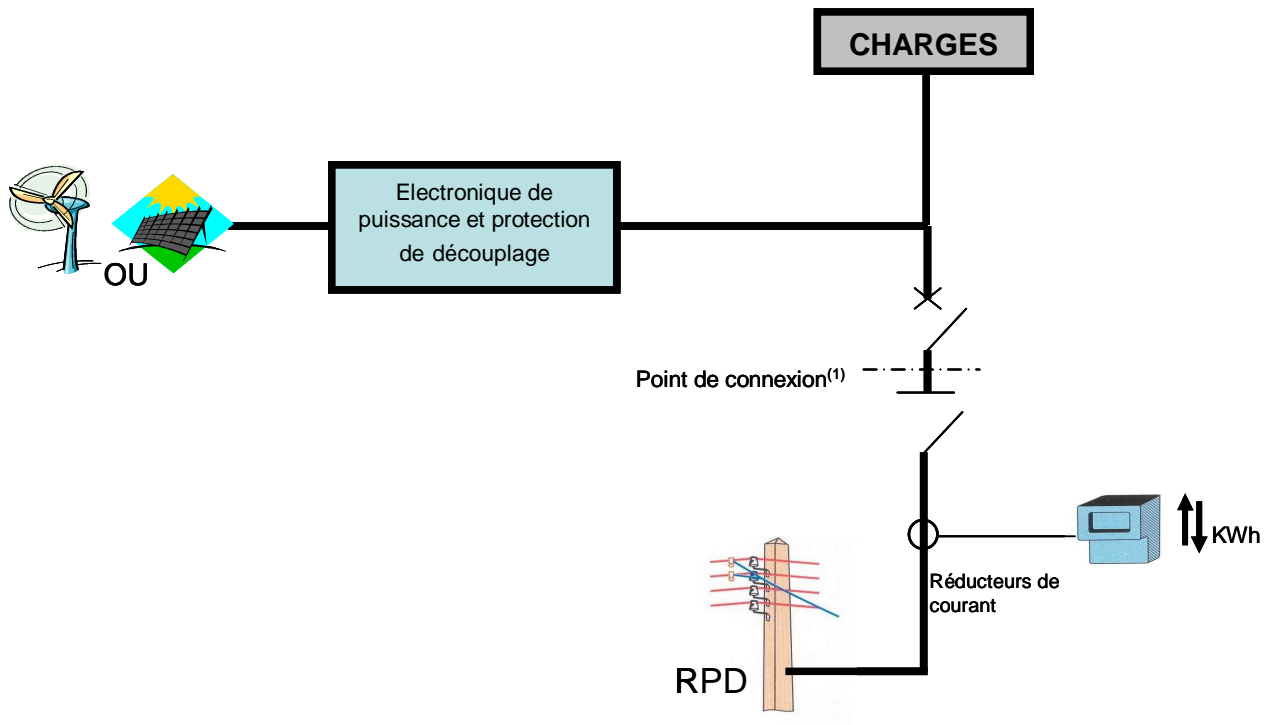 CHARGES
Electronique de
puissance et protection
de découplage
OU
Point de connexion(1)
KWh
Réducteurs de
courant
RPD